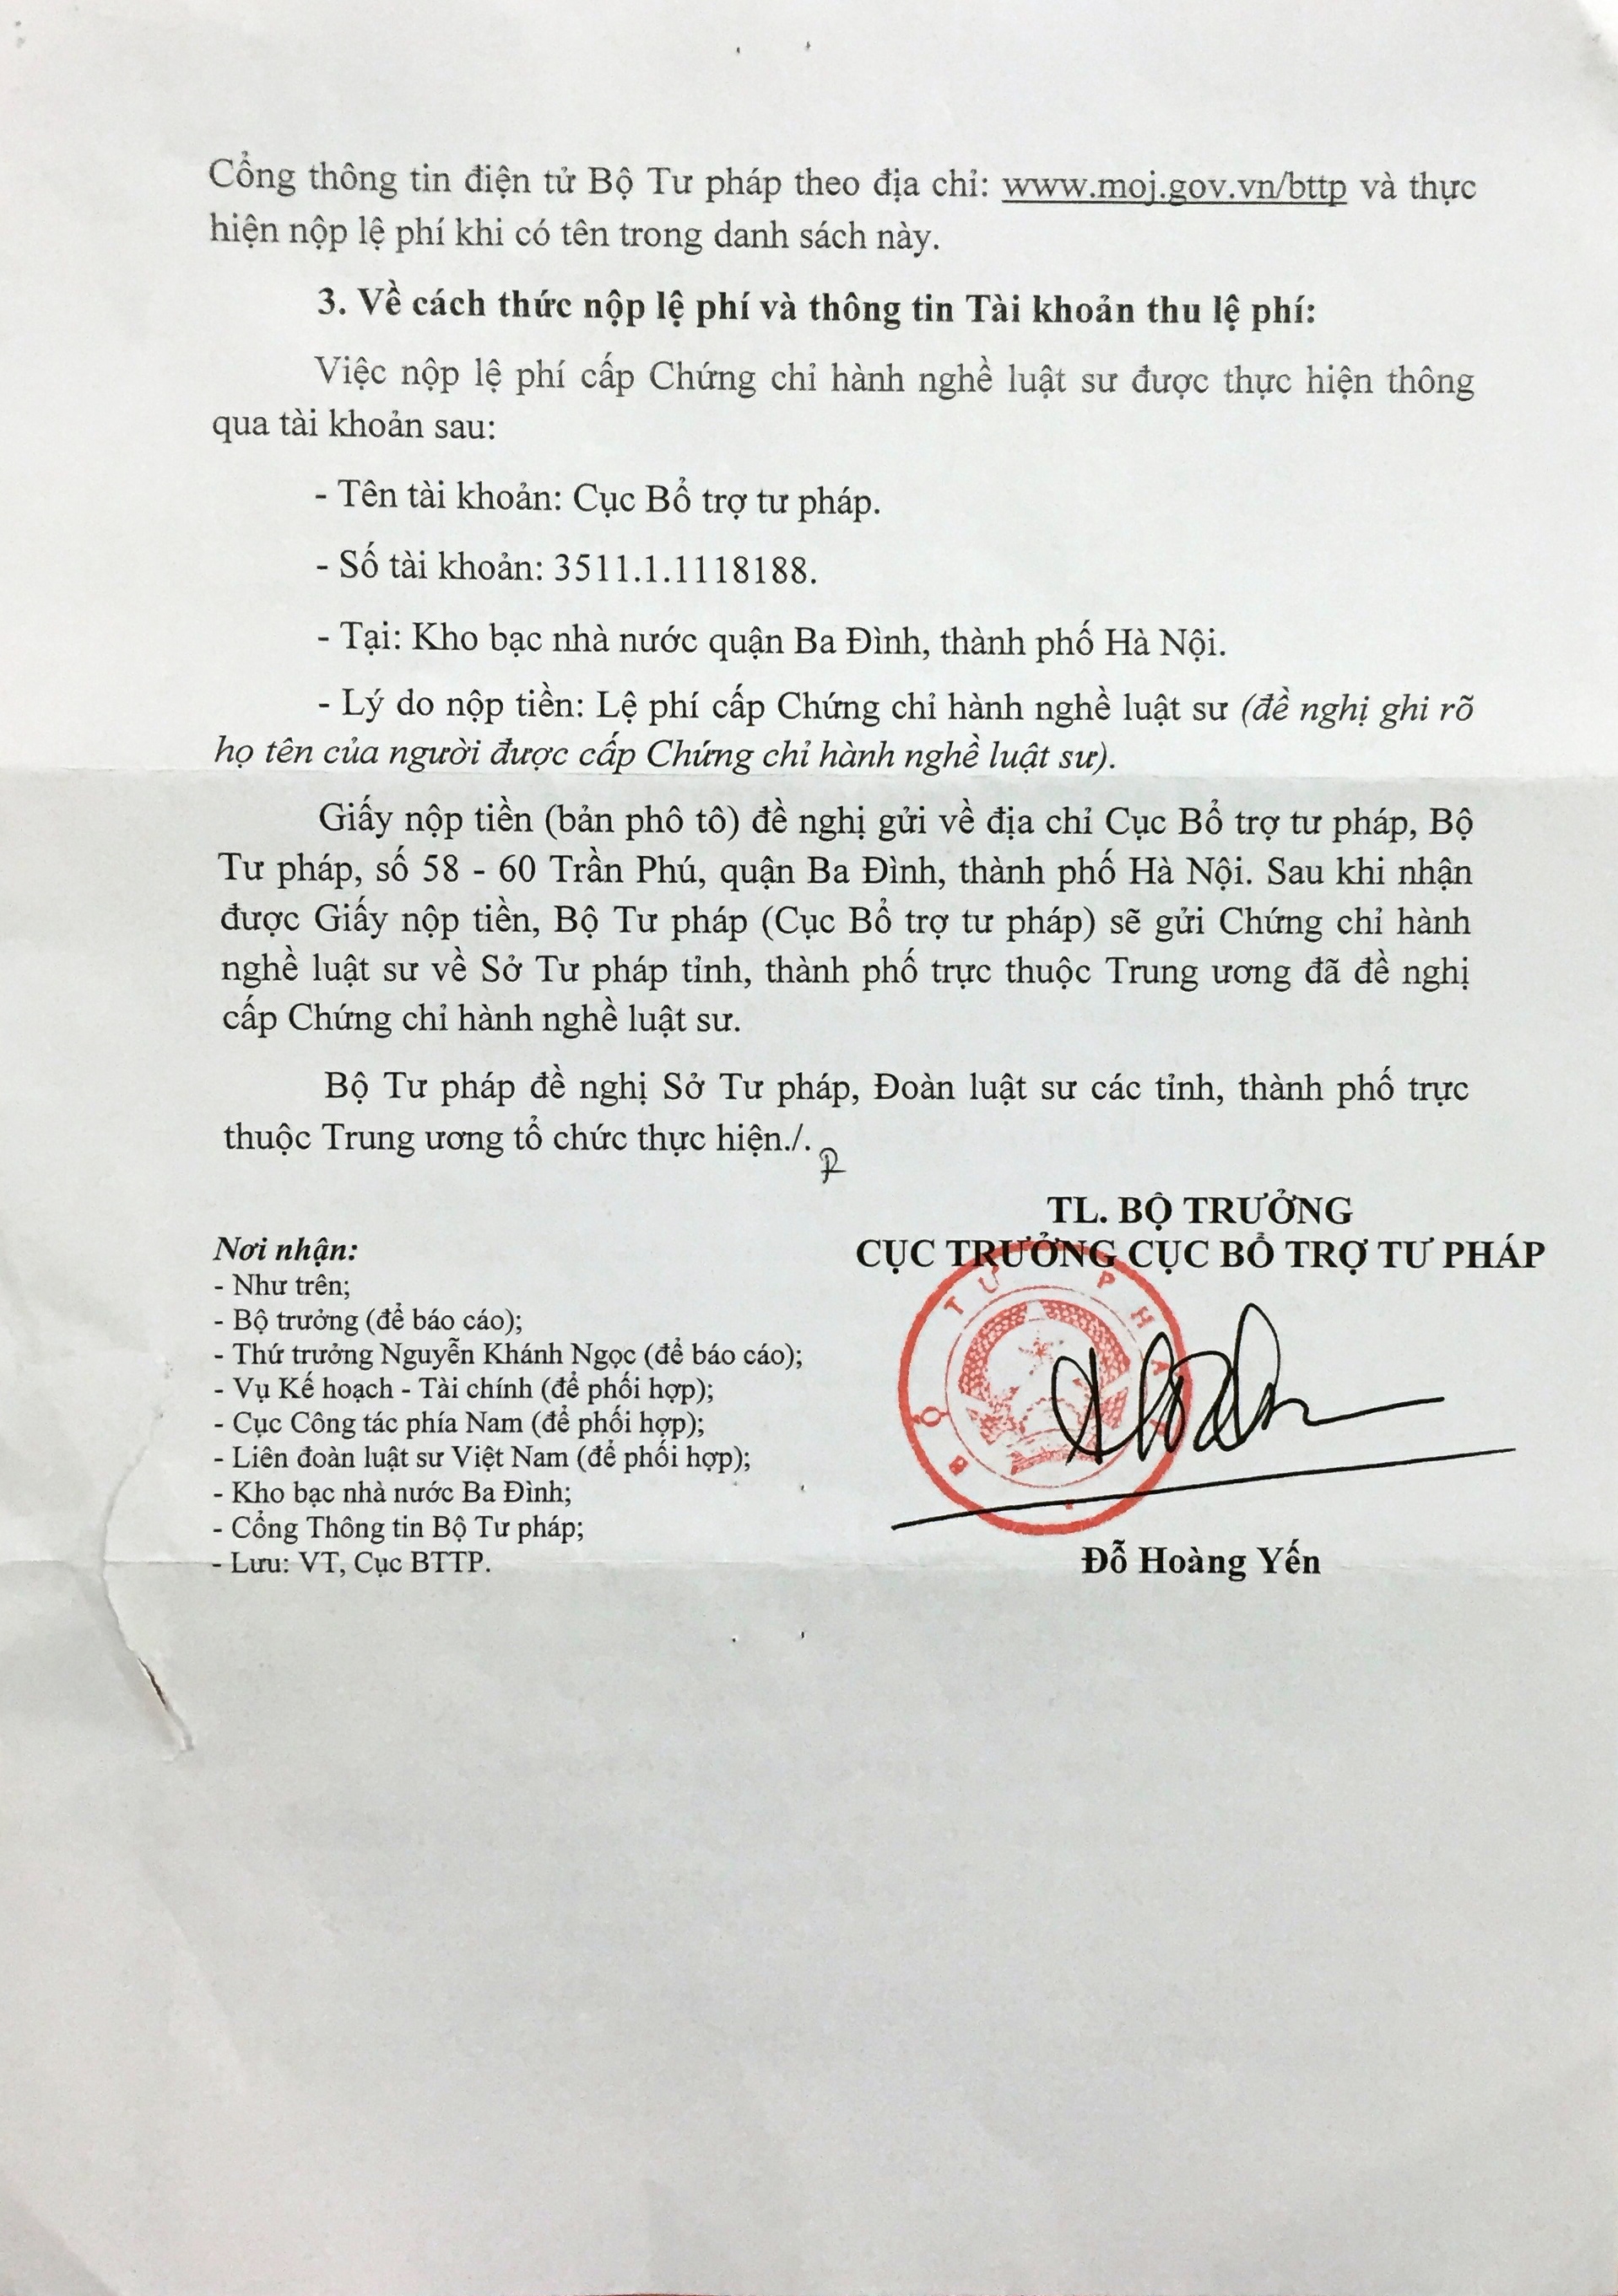 Cổng thông tin điện tử Bộ Tư pháp theo địa chỉ: www.moj.gov.vn/bttp và thực
hiện nộp lệ phí khi có tên trong danh sách này.
3. Về cách thức nộp lệ phí và thông tin Tài khoản thu lệ phí:
Việc nộp lệ phí cấp Chứng chỉ hành nghề luật sư được thực hiện thông
qua tài khoản sau:
- Tên tài khoản: Cục Bổ trợ tư pháp.
- Số tài khoản: 3511.1.1118188.
- Tại: Kho bạc nhà nước quận Ba Đình, thành phố Hà Nội.
- Lý do nộp tiền: Lệ phí cấp Chứng chỉ hành nghề luật sư (đề nghị ghi rõ
họ tên của người được cấp Chứng chỉ hành nghề luật sư).
Giấy nộp tiền (bản phô tô) đề nghị gửi về địa chỉ Cục Bổ trợ tư pháp, Bộ
Tư pháp, số 58 - 60 Trần Phú, quận Ba Đình, thành phố Hà Nội. Sau khi nhận
được Giấy nộp tiền, Bộ Tư pháp (Cục Bổ trợ tư pháp) sẽ gửi Chứng chỉ hành
nghề luật sư về Sở Tư pháp tỉnh, thành phố trực thuộc Trung ương đã đề nghị
cấp Chứng chỉ hành nghề luật sư.
Bộ Tư pháp đề nghị Sở Tư pháp, Đoàn luật sư các tỉnh, thành phố trực
thuộc Trung ương tổ chức thực hiện./.
TL. BỘ TRƯỞNG
CỤC TRƯỞNG CỤC BỔ TRỢ TƯ PHÁP
Nơi nhận:
- Như trên;
- Bộ trưởng (để báo cáo);
- Thứ trưởng Nguyễn Khánh Ngọc (để báo cáo);
- Vụ Kế hoạch - Tài chính (để phối hợp);
- Cục Công tác phía Nam (để phối hợp);
- Liên đoàn luật sư Việt Nam (để phối hợp);
- Kho bạc nhà nước Ba Đình;
- Cổng Thông tin Bộ Tư pháp;
- Lưu: VT, Cục BTTP.
BỘ TƯ PHÁP
Đỗ Hoàng Yến